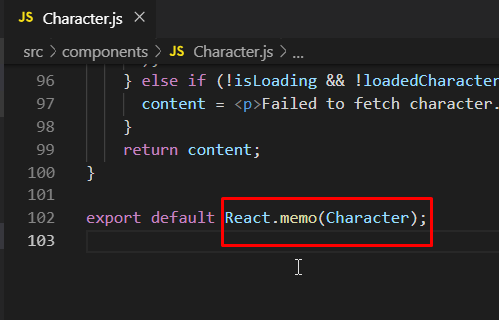 JS Character.js ×
src > components > JS Character.js > ...
96 } else if (!isLoading && !loadedCharacter
97 content = <p>Failed to fetch character.
98 }
99 return content;
100 }
101
102 export default React.memo(Character);
103